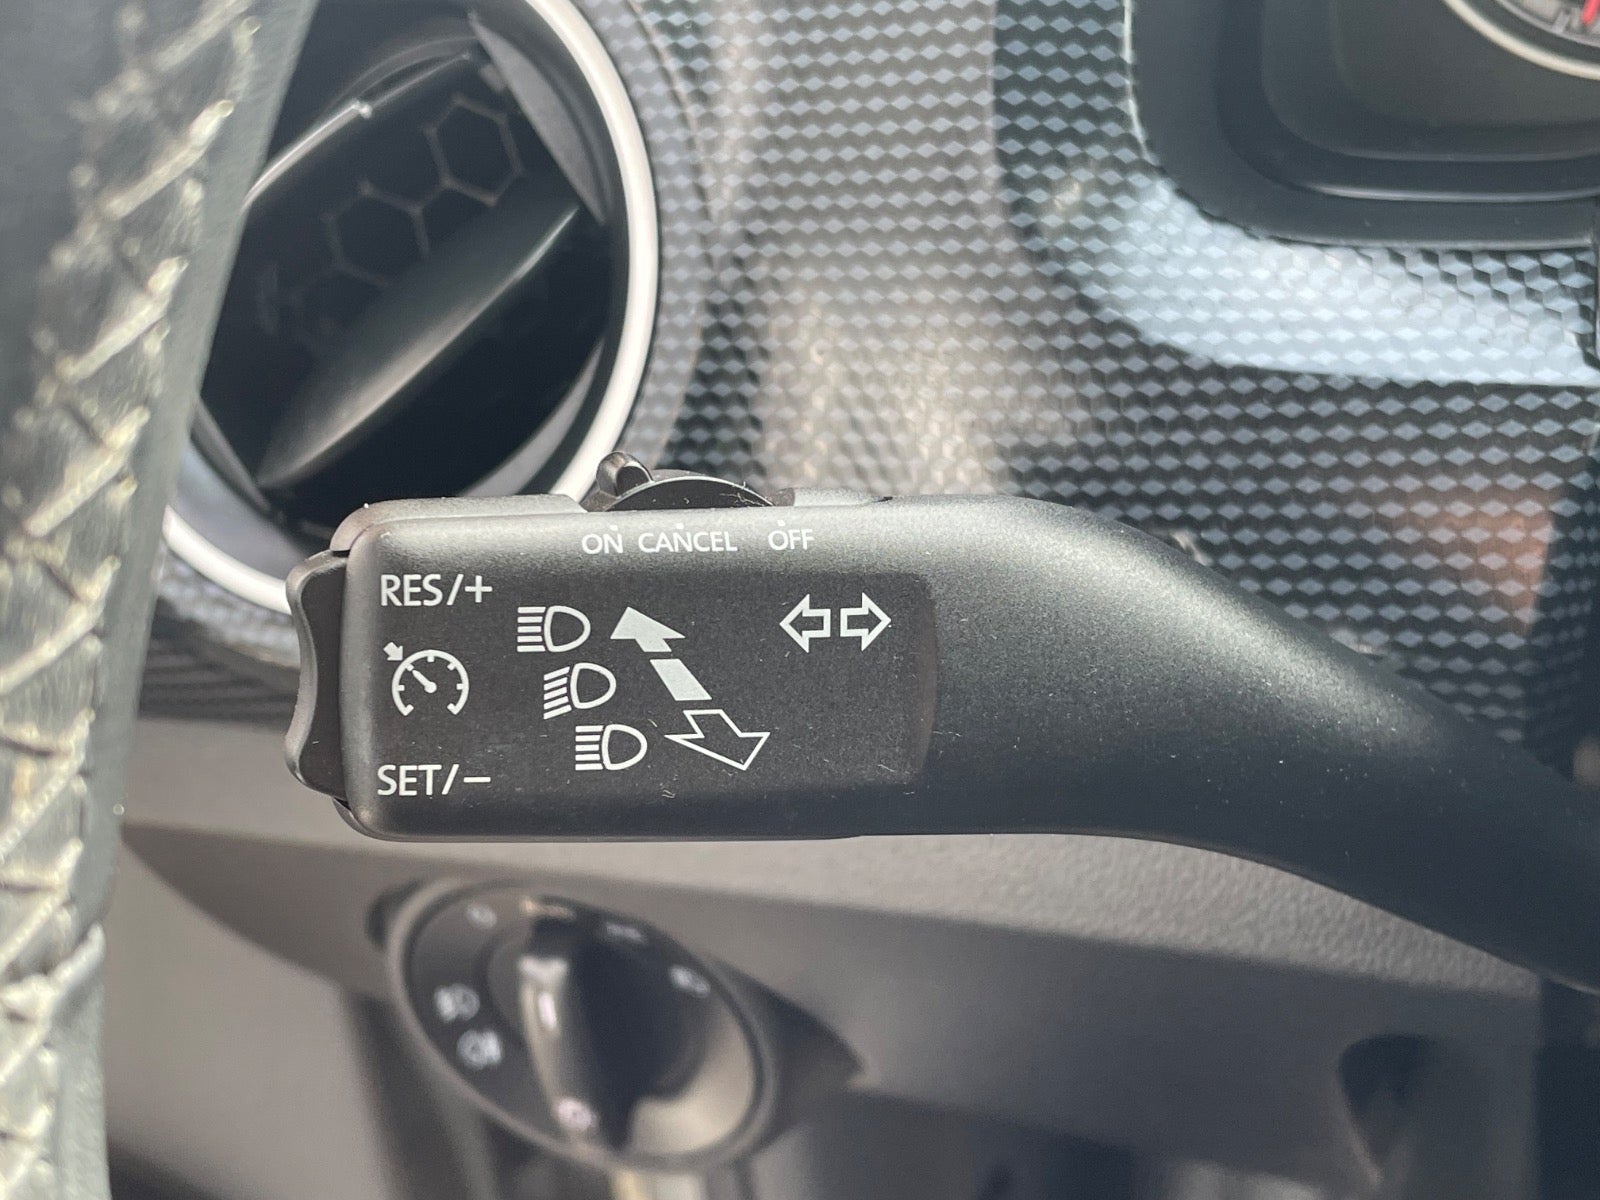 ON CANCEL OFF
RES/+
SET/−